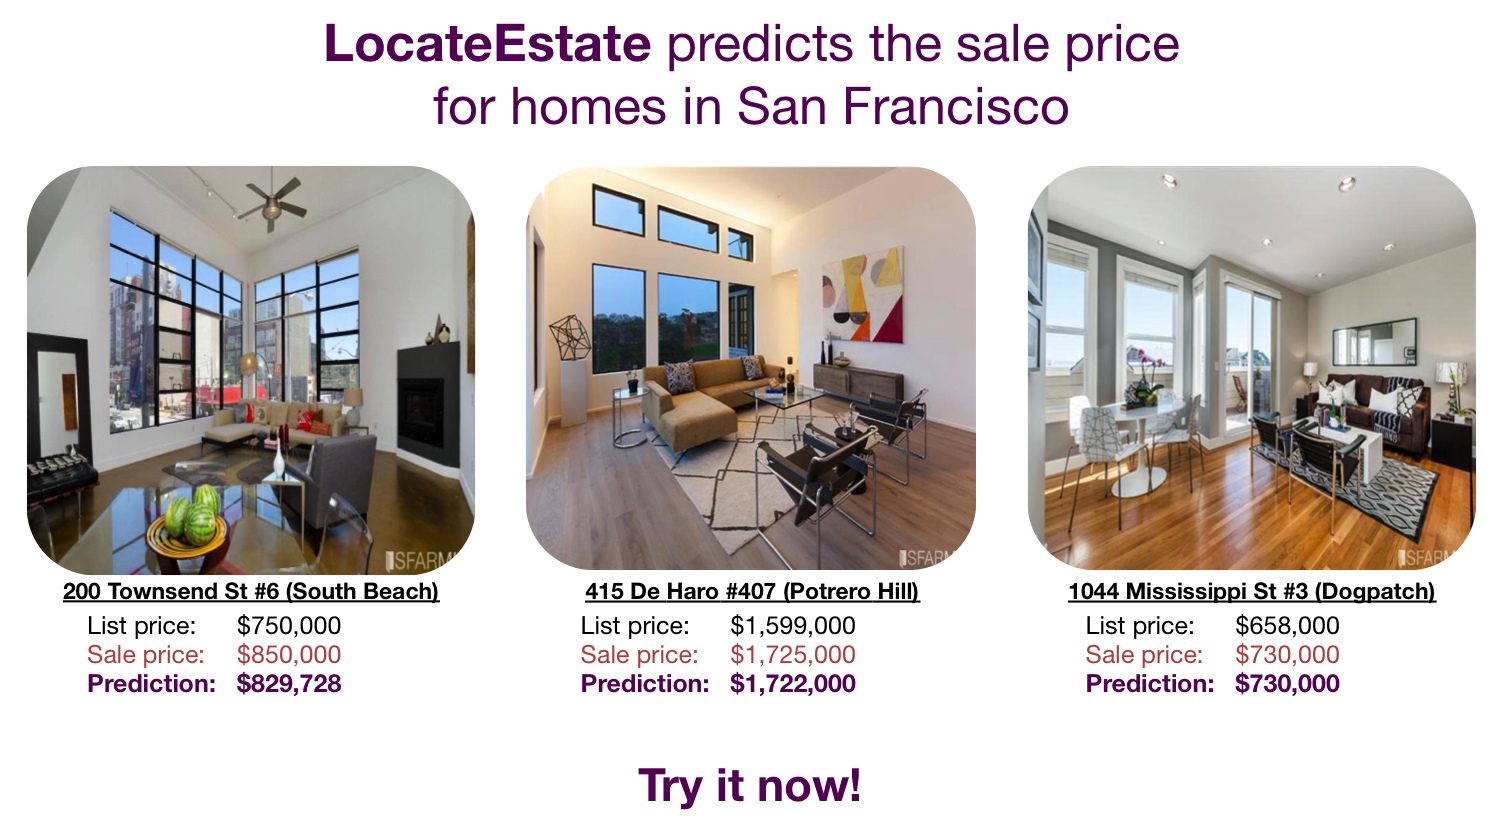 LocateEstate predicts the sale price
for homes in San Francisco
SFARM
SFARM
SFARM
200 Townsend St #6 (South Beach)
List price: $750,000
Sale price: $850,000
Prediction: $829,728
415 De Haro #407 (Potrero Hill)
List price: $1,599,000
Sale price: $1,725,000
Prediction: $1,722,000
1044 Mississippi St #3 (Dogpatch)
List price: $658,000
Sale price: $730,000
Prediction: $730,000
Try it now!